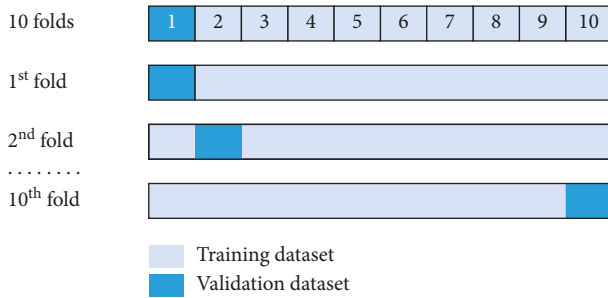 10 folds 1 2 3 4 5 6 7 8 9 10
1st fold
2nd fold
. . . . . . . .
10th fold
Training dataset
Validation dataset